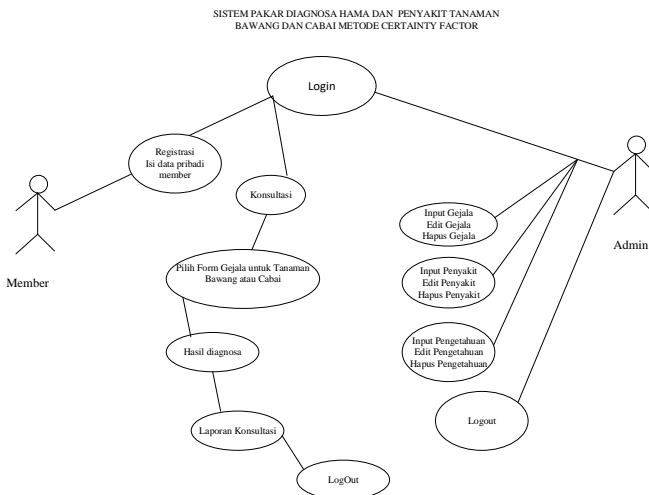 SISTEM PAKAR DIAGNOSA HAMA DAN PENYAKIT TANAMAN
BAWANG DAN CABAI METODE CERTAINTY FACTOR
Login
Registrasi
Isi data pribadi
member
Konsultasi
Member
Admin
Input Gejala
Edit Gejala
Hapus Gejala
Pilih Form Gejala untuk Tanaman
Bawang atau Cabai
Input Penyakit
Edit Penyakit
Hapus Penyakit
Hasil diagnosa
Input Pengetahuan
Edit Pengetahuan
Hapus Pengetahuan
Laporan Konsultasi
Logout
LogOut